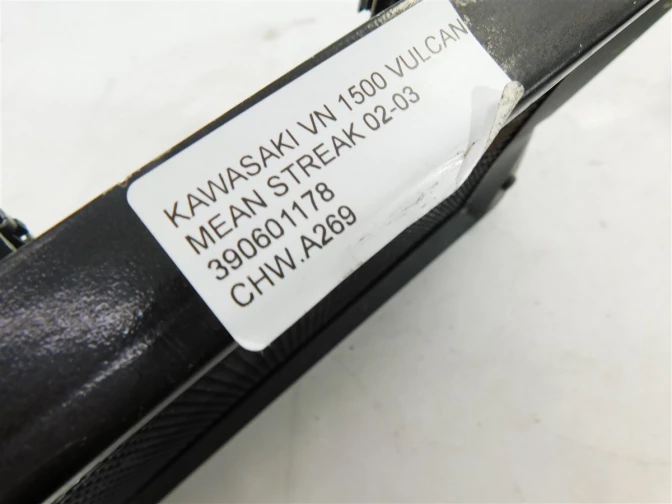 KAWASAKI VN 1500 VULCAN
MEAN STREAK 02-03
390601178
CHW.A269